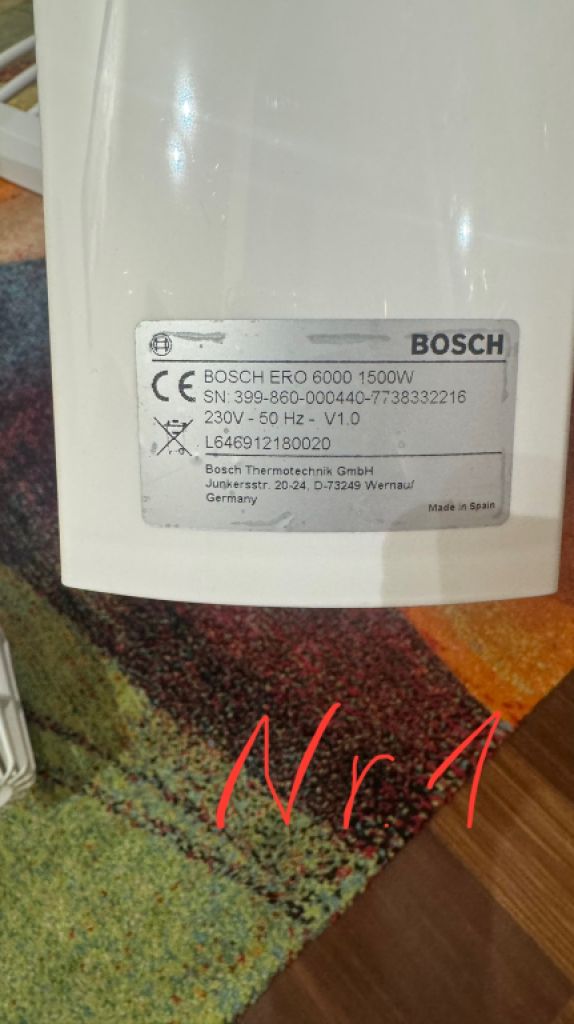 BOSCH
CE BOSCH ERO 6000 1500W
SN: 399-860-000440-7738332216
230V - 50 Hz - V1.0
L646912180020
Bosch Thermotechnik GmbH
Junkersstr. 20-24, D-73249 Wernau/
Germany
Made in Spain
Nr. 1